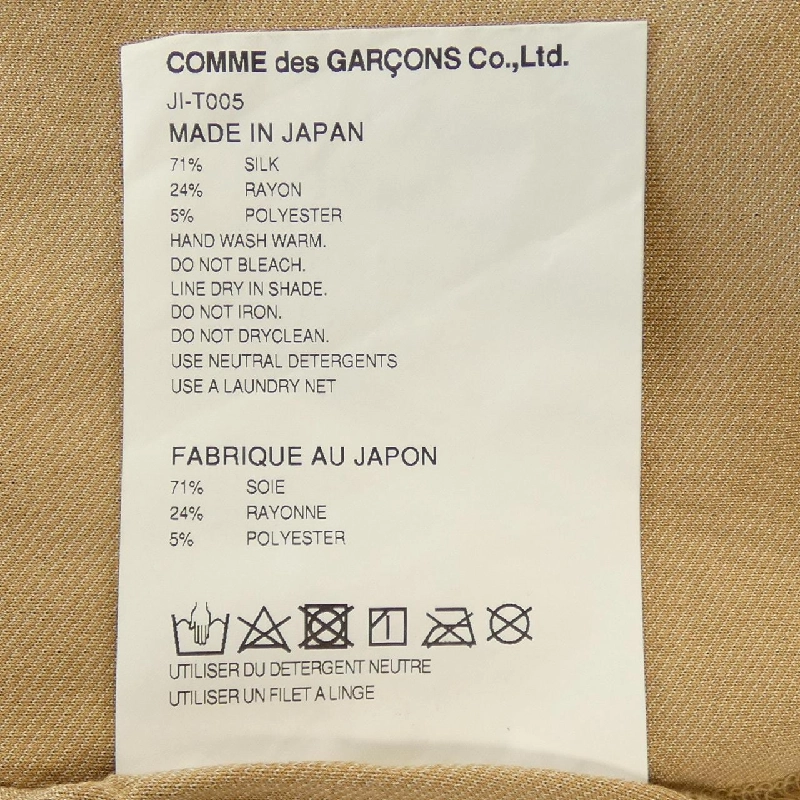 COMME des GARÇONS Co.,Ltd.
JI-T005
MADE IN JAPAN
71% SILK
24% RAYON
5% POLYESTER
HAND WASH WARM.
DO NOT BLEACH.
LINE DRY IN SHADE.
DO NOT IRON.
DO NOT DRYCLEAN.
USE NEUTRAL DETERGENTS
USE A LAUNDRY NET
FABRIQUE AU JAPON
71% SOIE
24% RAYONNE
5% POLYESTER
UTILISER DU DETERGENT NEUTRE
UTILISER UN FILET A LINGE